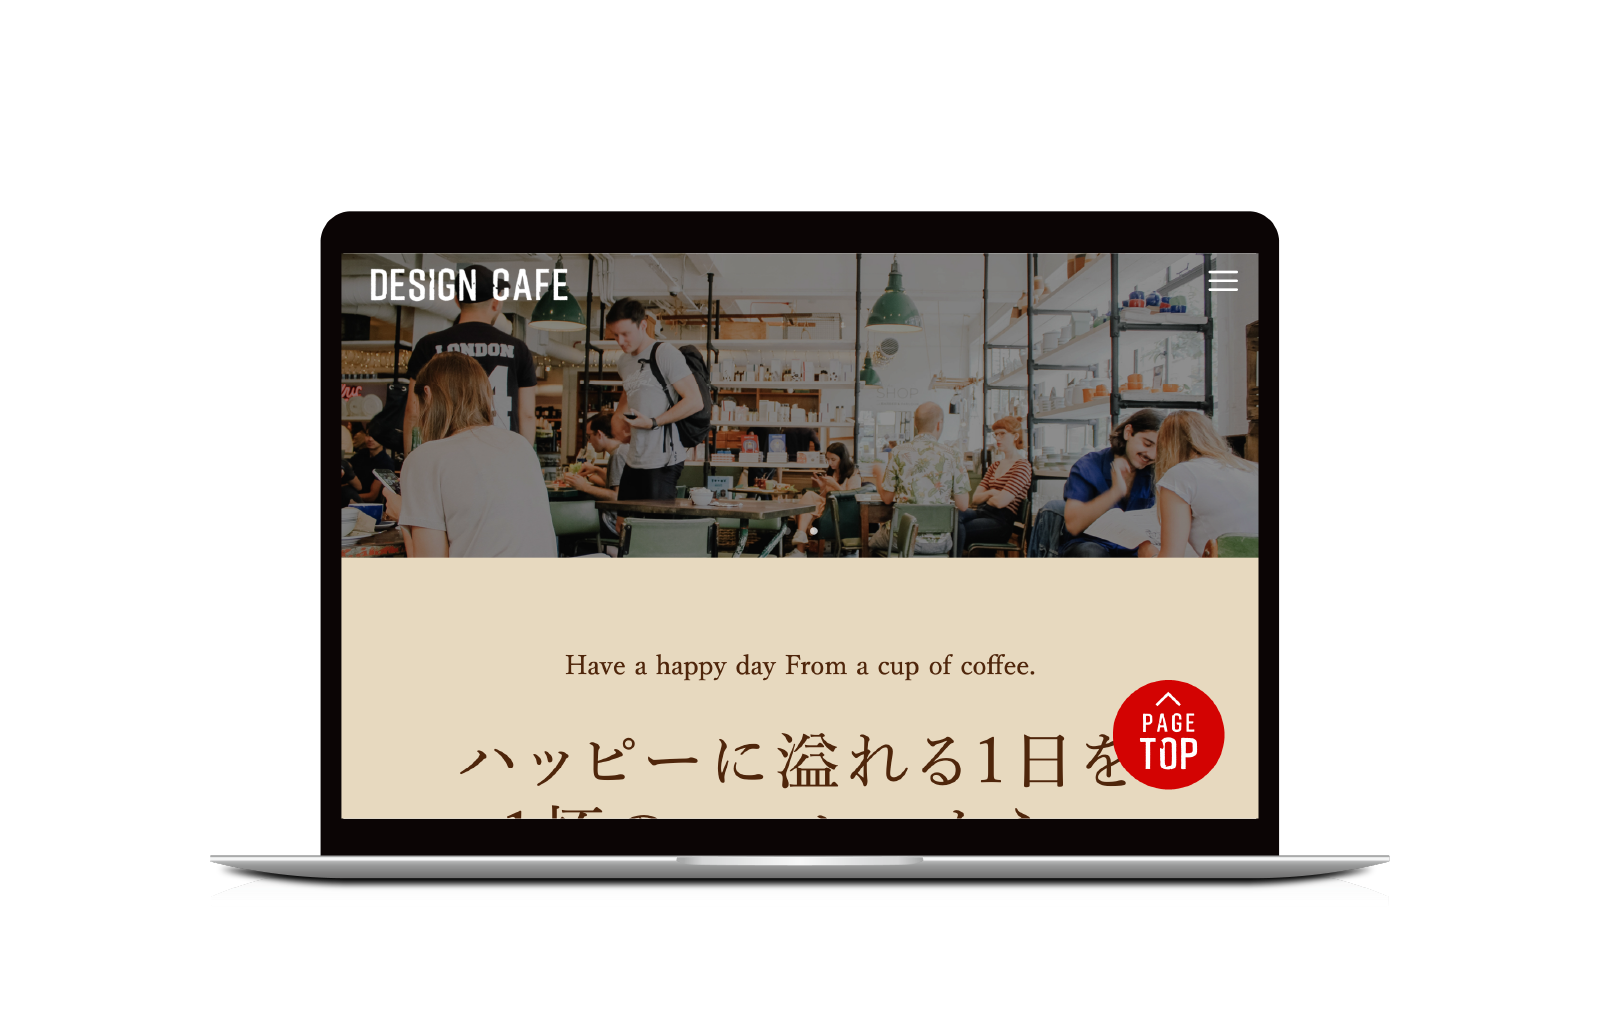 DESIGN CAFE
LONDON
SHOP
Have a happy day From a cup of coffee.
ハッピーに溢れる1日を
PAGE
TOP